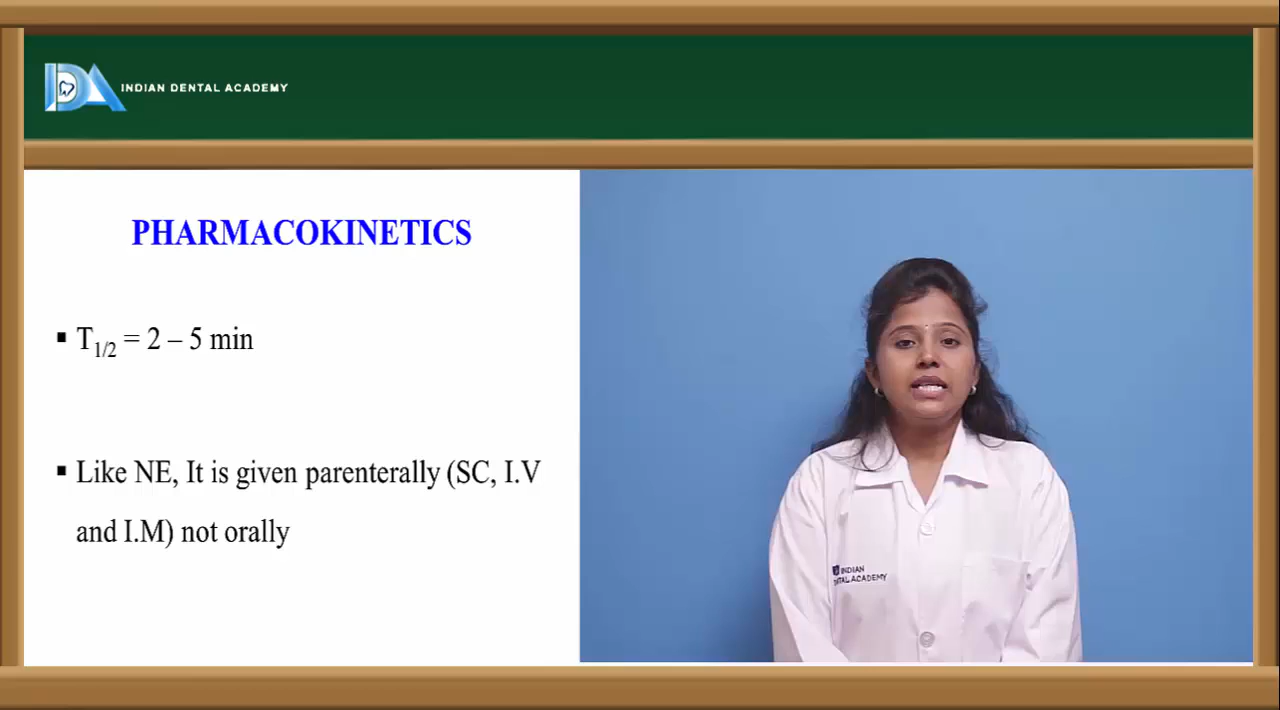 INDIAN DENTAL ACADEMY
PHARMACOKINETICS
▪ T1/2 = 2 – 5 min
▪ Like NE, It is given parenterally (SC, I.V
and I.M) not orally
INDIAN
DENTAL ACADEMY